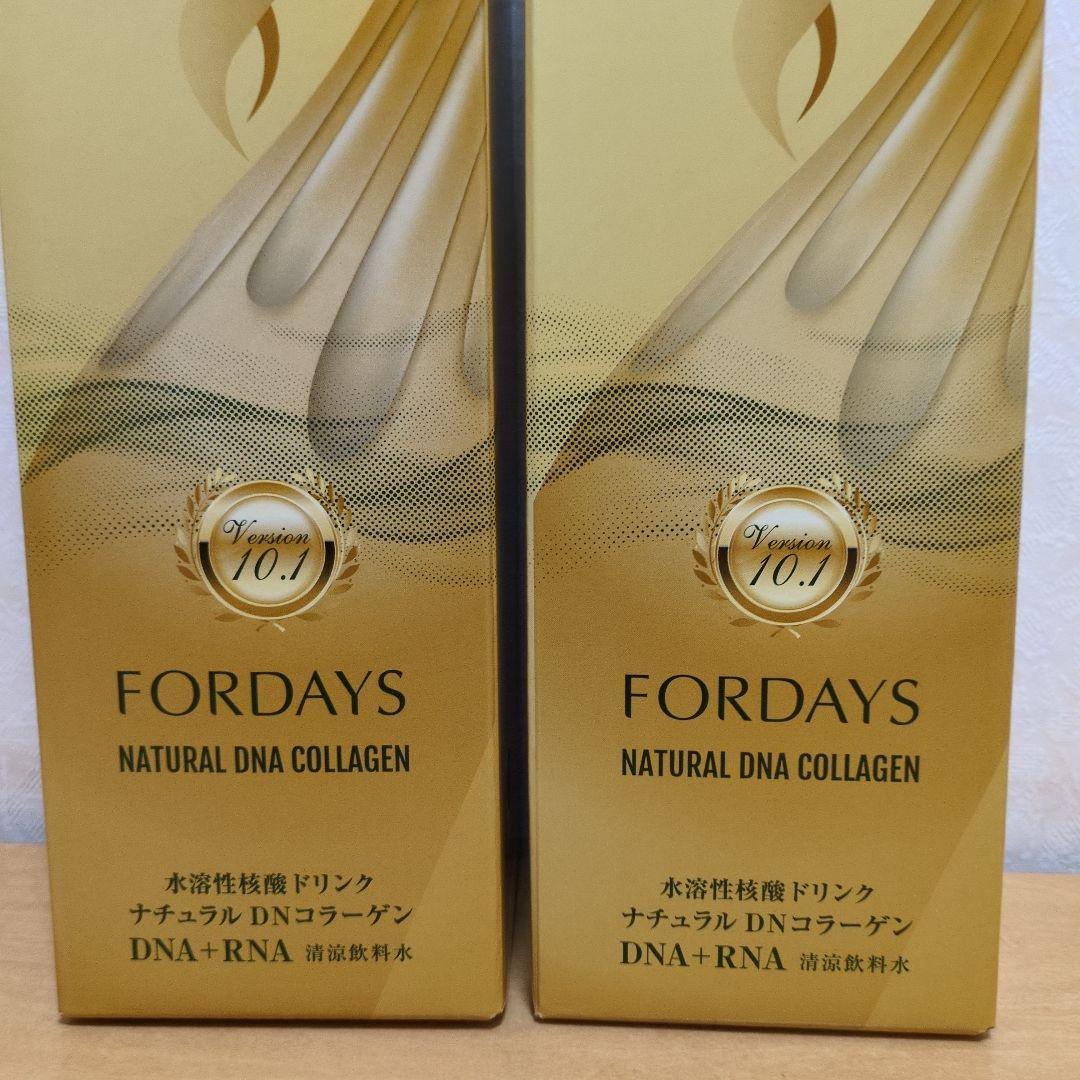 Version
10.1
FORDAYS
NATURAL DNA COLLAGEN
水溶性核酸ドリンク
ナチュラル DNコラーゲン
DNA+RNA 清涼飲料水
Version
10.1
FORDAYS
NATURAL DNA COLLAGEN
水溶性核酸ドリンク
ナチュラル DNコラーゲン
DNA+RNA 清涼飲料水